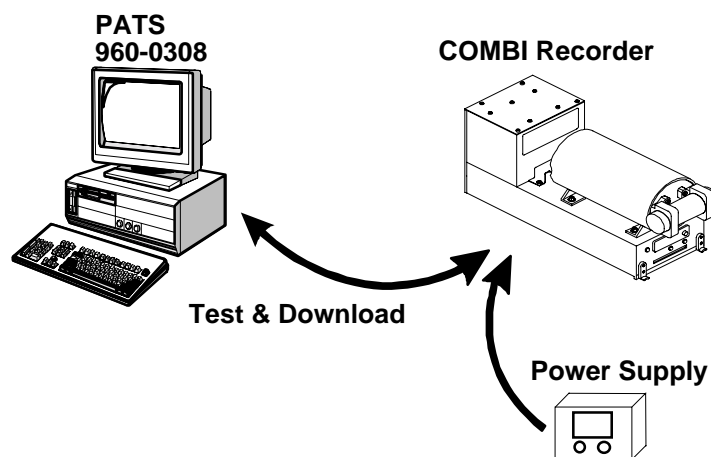 PATS
960-0308
COMBI Recorder
Test & Download
Power Supply